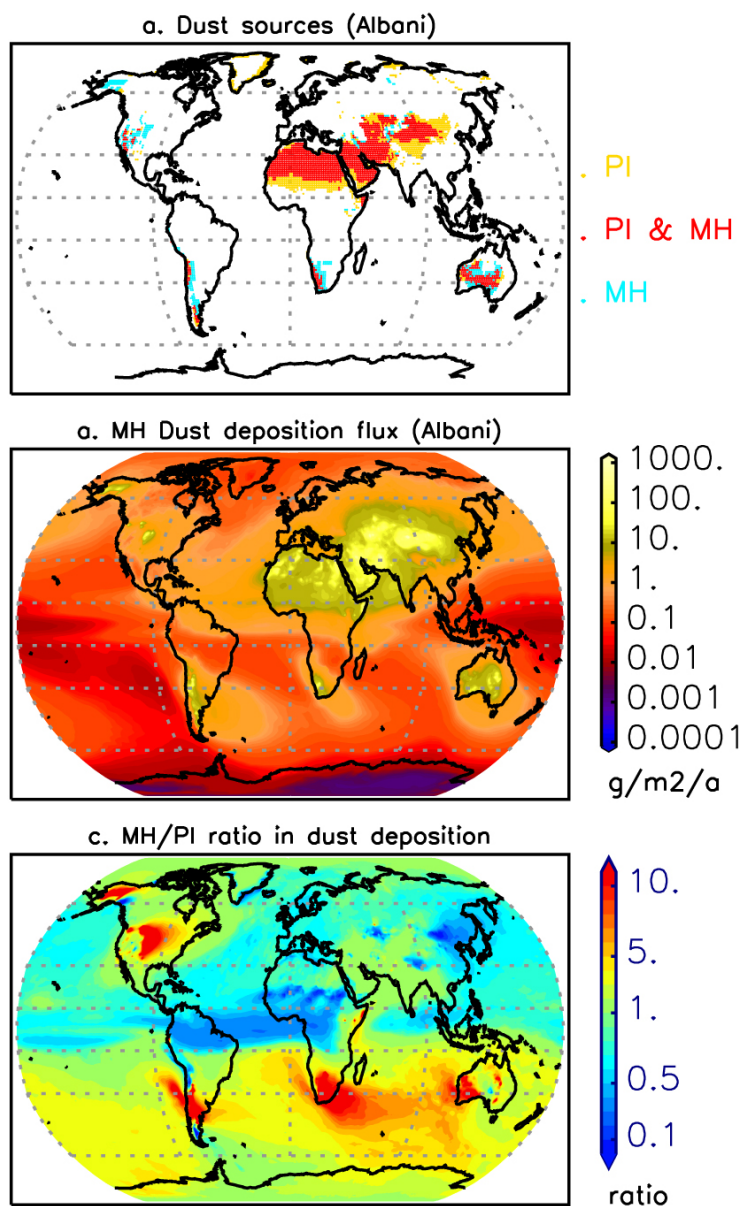 a. Dust sources (Albani)
. PI
. PI & MH
. MH
a. MH Dust deposition flux (Albani)
1000.
100.
10.
1.
0.1
0.01
0.001
0.0001
g/m2/a
c. MH/PI ratio in dust deposition
10.
5.
1.
0.5
0.1
ratio